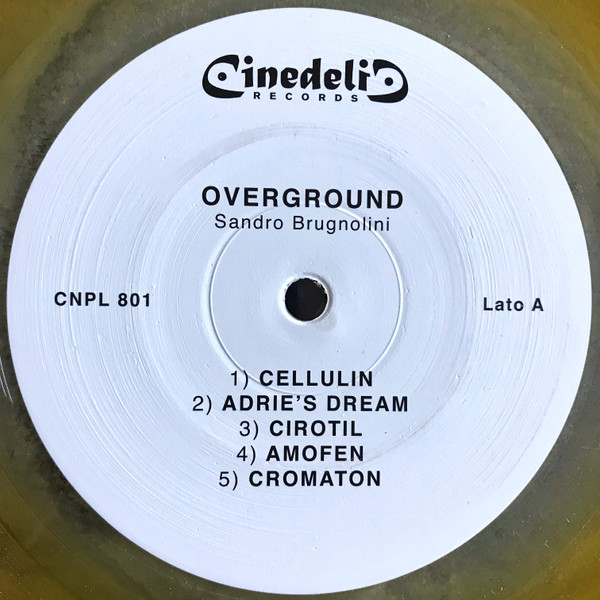 Cinedelic
RECORDS
OVERGROUND
Sandro Brugnolini
CNPL 801
Lato A
1) CELLULIN
2) ADRIE'S DREAM
3) CIROTIL
4) AMOFEN
5) CROMATON